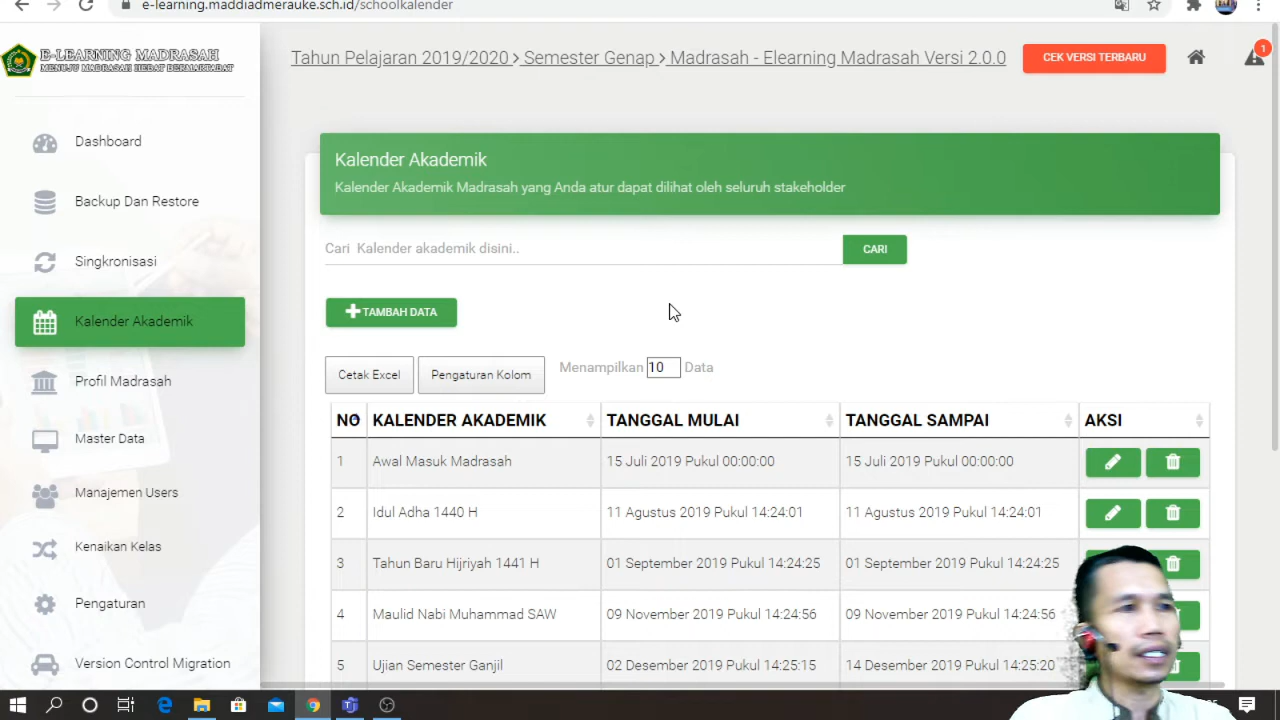 e-learning.maddiadmerauke.sch.id/schoolkalender
E-LEARNING MADRASAH
MENUJU MADRASAH HEBAT BERMARTABAT
Tahun Pelajaran 2019/2020 > Semester Genap > Madrasah - Elearning Madrasah Versi 2.0.0
CEK VERSI TERBARU
1
Dashboard
Backup Dan Restore
Singkronisasi
Kalender Akademik
Profil Madrasah
Master Data
Manajemen Users
Kenaikan Kelas
Pengaturan
Version Control Migration
Kalender Akademik
Kalender Akademik Madrasah yang Anda atur dapat dilihat oleh seluruh stakeholder
Cari Kalender akademik disini..
CARI
TAMBAH DATA
Cetak Excel
Pengaturan Kolom
Menampilkan 10 Data
NO KALENDER AKADEMIK TANGGAL MULAI TANGGAL SAMPAI AKSI
1 Awal Masuk Madrasah 15 Juli 2019 Pukul 00:00:00 15 Juli 2019 Pukul 00:00:00
2 Idul Adha 1440 H 11 Agustus 2019 Pukul 14:24:01 11 Agustus 2019 Pukul 14:24:01
3 Tahun Baru Hijriyah 1441 H 01 September 2019 Pukul 14:24:25 01 September 2019 Pukul 14:24:25
4 Maulid Nabi Muhammad SAW 09 November 2019 Pukul 14:24:56 09 November 2019 Pukul 14:24:56
5 Ujian Semester Ganjil 02 Desember 2019 Pukul 14:25:15 14 Desember 2019 Pukul 14:25:20